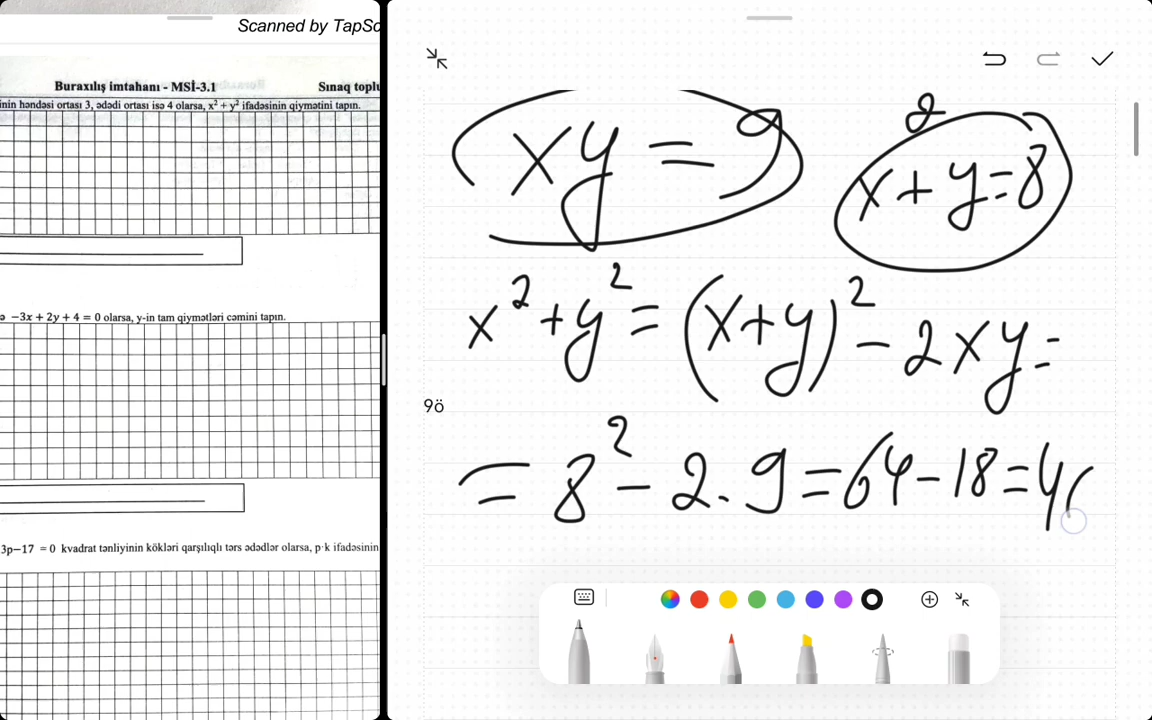 Scanned by TapSc
Buraxılış imtahanı - MSİ-3.1 Sınaq toplu
inin həndəsi ortası 3, ədədi ortası isə 4 olarsa, x² + y² ifadəsinin qiymətini tapın.
ə −3x + 2y + 4 = 0 olarsa, y-in tam qiymətləri cəmini tapın.
3p−17 = 0 kvadrat tənliyinin kökləri qarşılıqlı tərs ədədlər olarsa, p·k ifadəsinin
xy = 9
2
x + y = 8
x² + y² = (x+y)² − 2xy =
9ö
= 8² − 2 · 9 = 64 − 18 = 4